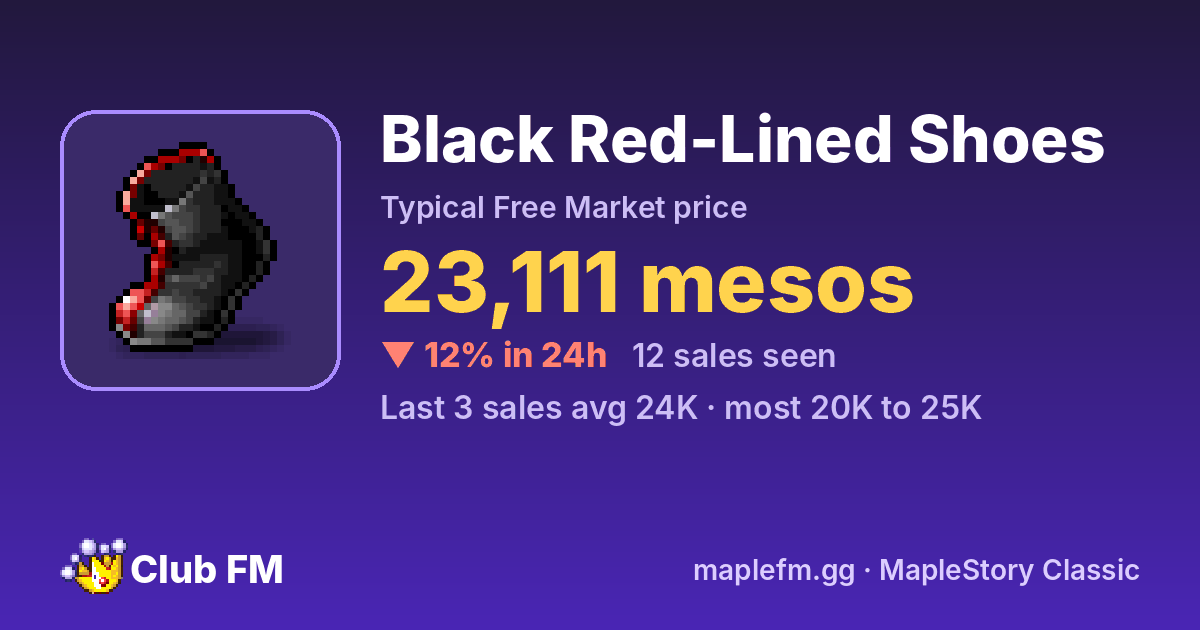 Black Red-Lined Shoes
Typical Free Market price
23,111 mesos
▼ 12% in 24h 12 sales seen
Last 3 sales avg 24K · most 20K to 25K
Club FM
maplefm.gg · MapleStory Classic